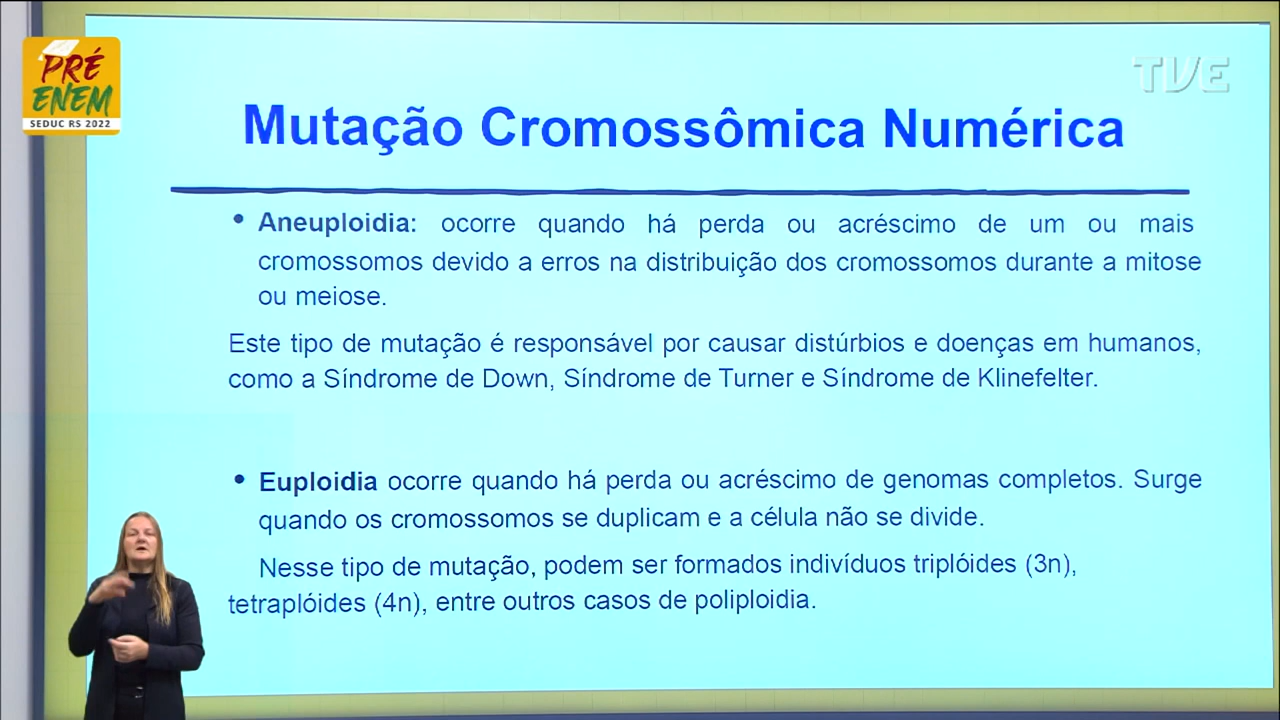 PRÉ
ENEM
SEDUC RS 2022
TVE
Mutação Cromossômica Numérica
• Aneuploidia: ocorre quando há perda ou acréscimo de um ou mais
cromossomos devido a erros na distribuição dos cromossomos durante a mitose
ou meiose.
Este tipo de mutação é responsável por causar distúrbios e doenças em humanos,
como a Síndrome de Down, Síndrome de Turner e Síndrome de Klinefelter.
• Euploidia ocorre quando há perda ou acréscimo de genomas completos. Surge
quando os cromossomos se duplicam e a célula não se divide.
Nesse tipo de mutação, podem ser formados indivíduos triplóides (3n),
tetraplóides (4n), entre outros casos de poliploidia.